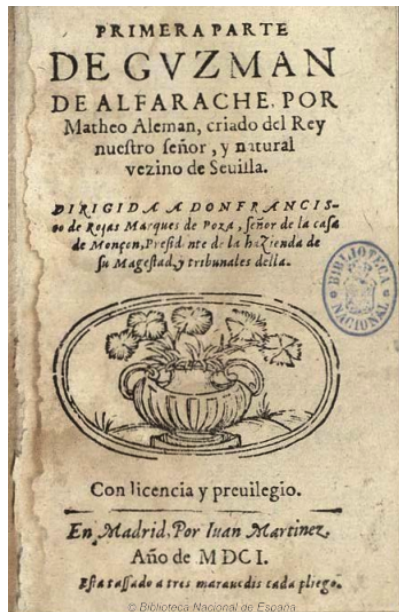 PRIMERA PARTE
DE GVZMAN
DE ALFARACHE, POR
Matheo Aleman, criado del Rey
nueſtro ſeñor, y natural
vezino de Seuilla.
DIRIGIDA A DON FRANCIS-
co de Rojas Marques de Poza, ſeñor de la caſa
de Monçon, Preſidente de la hazienda de
ſu Mageſtad, y tribunales della.
BIBLIOTECA
NACIONAL
Con licencia y preuilegio.
En Madrid, Por Iuan Martinez,
Año de MDCI.
Eſta taſſado a tres marauedis cada pliego.
© Biblioteca Nacional de España